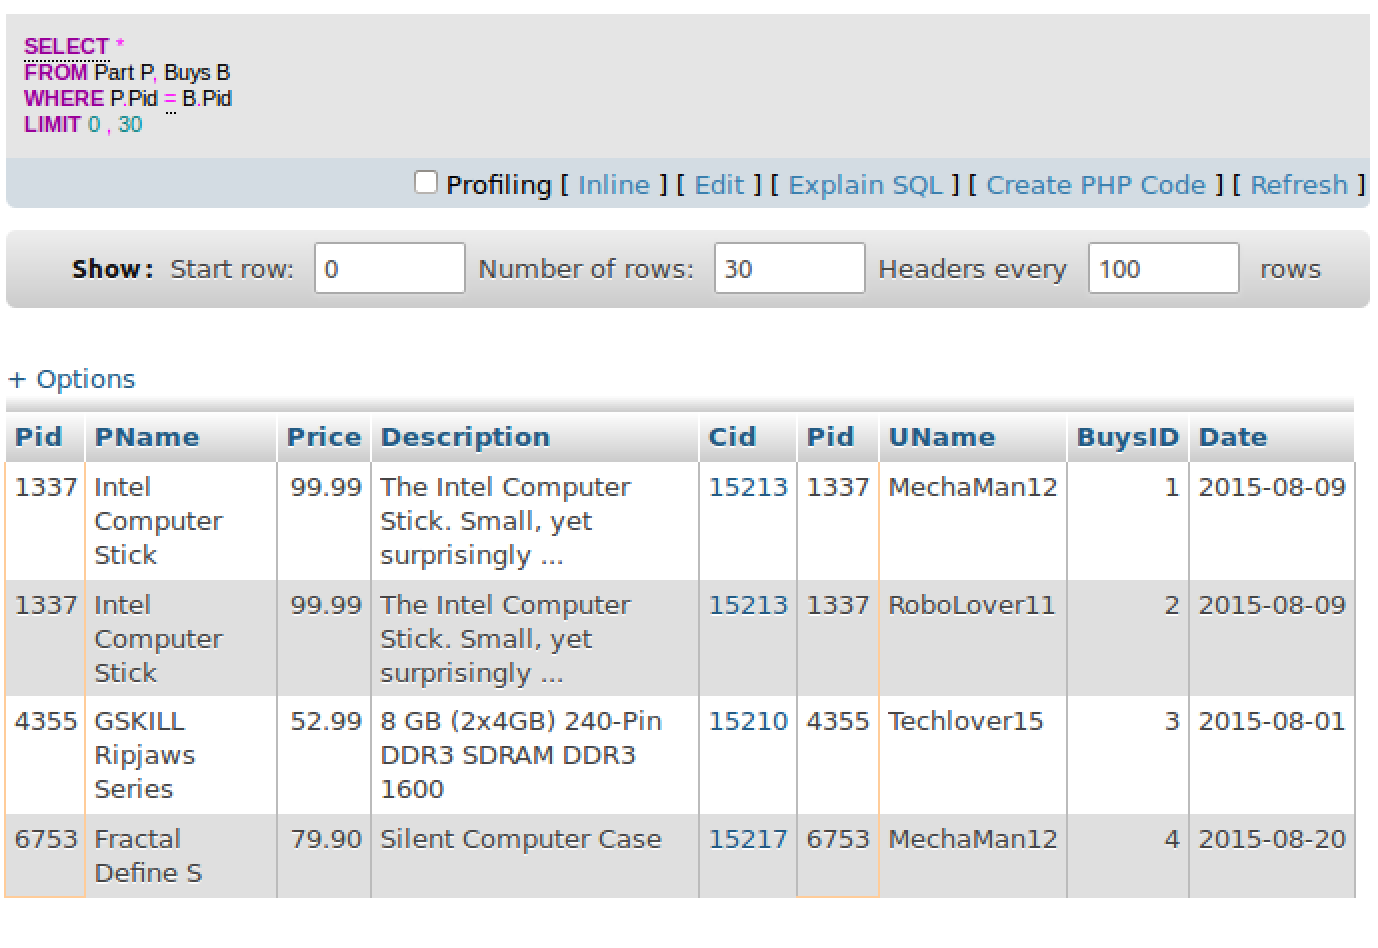 SELECT *
FROM Part P, Buys B
WHERE P.Pid = B.Pid
LIMIT 0 , 30
Profiling [ Inline ] [ Edit ] [ Explain SQL ] [ Create PHP Code ] [ Refresh ]
Show: Start row: 0 Number of rows: 30 Headers every 100 rows
+ Options
Pid PName Price Description Cid Pid UName BuysID Date
1337 Intel 99.99 The Intel Computer 15213 1337 MechaMan12 1 2015-08-09
Computer Stick. Small, yet
Stick surprisingly ...
1337 Intel 99.99 The Intel Computer 15213 1337 RoboLover11 2 2015-08-09
Computer Stick. Small, yet
Stick surprisingly ...
4355 GSKILL 52.99 8 GB (2x4GB) 240-Pin 15210 4355 Techlover15 3 2015-08-01
Ripjaws DDR3 SDRAM DDR3
Series 1600
6753 Fractal 79.90 Silent Computer Case 15217 6753 MechaMan12 4 2015-08-20
Define S